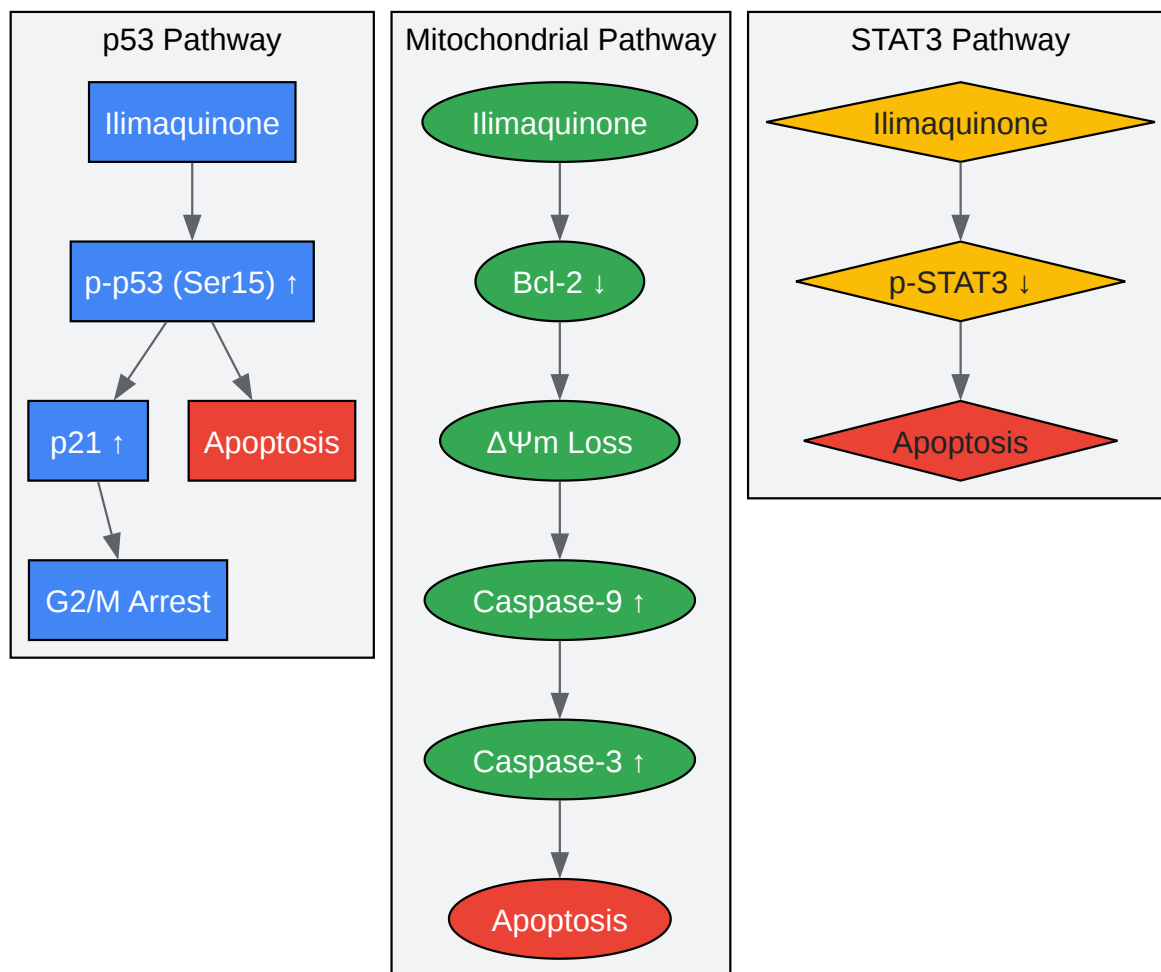 p53 Pathway
Ilimaquinone
p-p53 (Ser15) ↑
p21 ↑
Apoptosis
G2/M Arrest
Mitochondrial Pathway
Ilimaquinone
Bcl-2 ↓
ΔΨm Loss
Caspase-9 ↑
Caspase-3 ↑
Apoptosis
STAT3 Pathway
Ilimaquinone
p-STAT3 ↓
Apoptosis